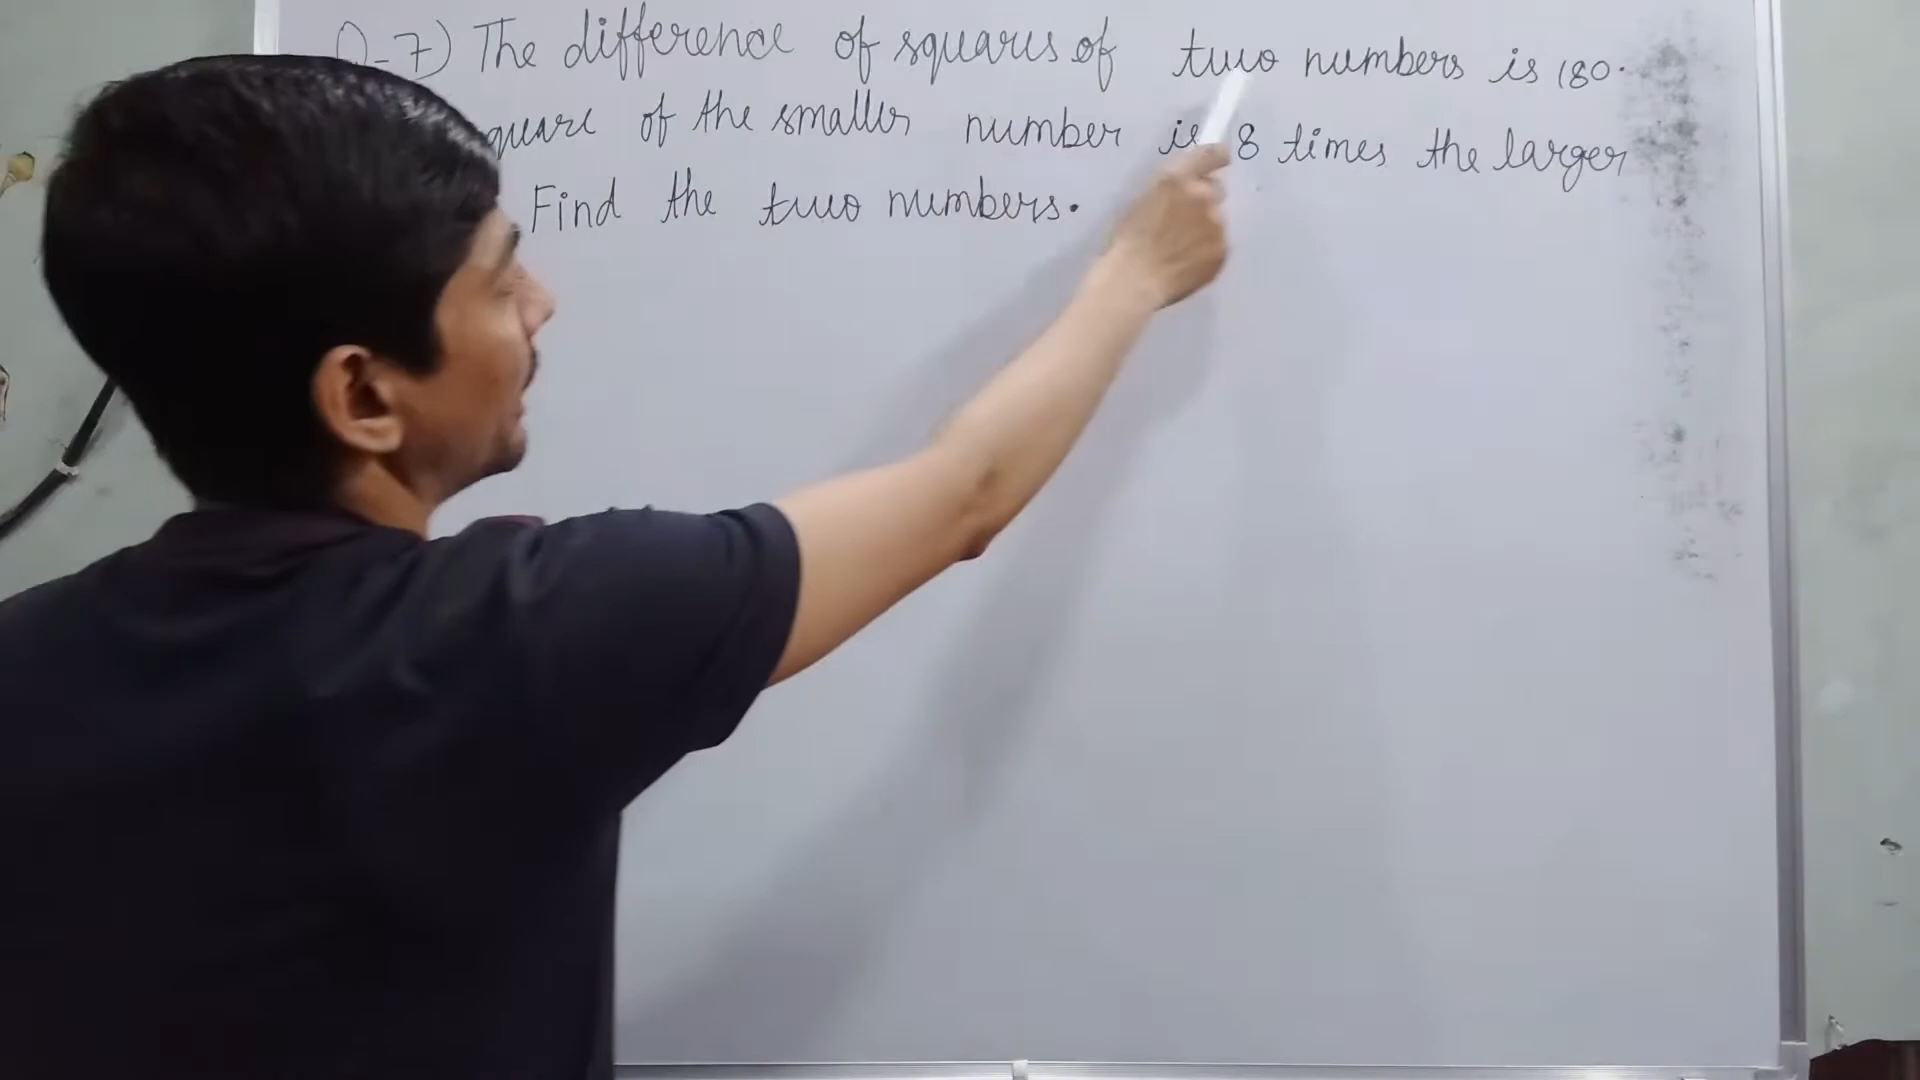 Q-7) The difference of squares of two numbers is 180.
quare of the smaller number is 8 times the larger
Find the two numbers.